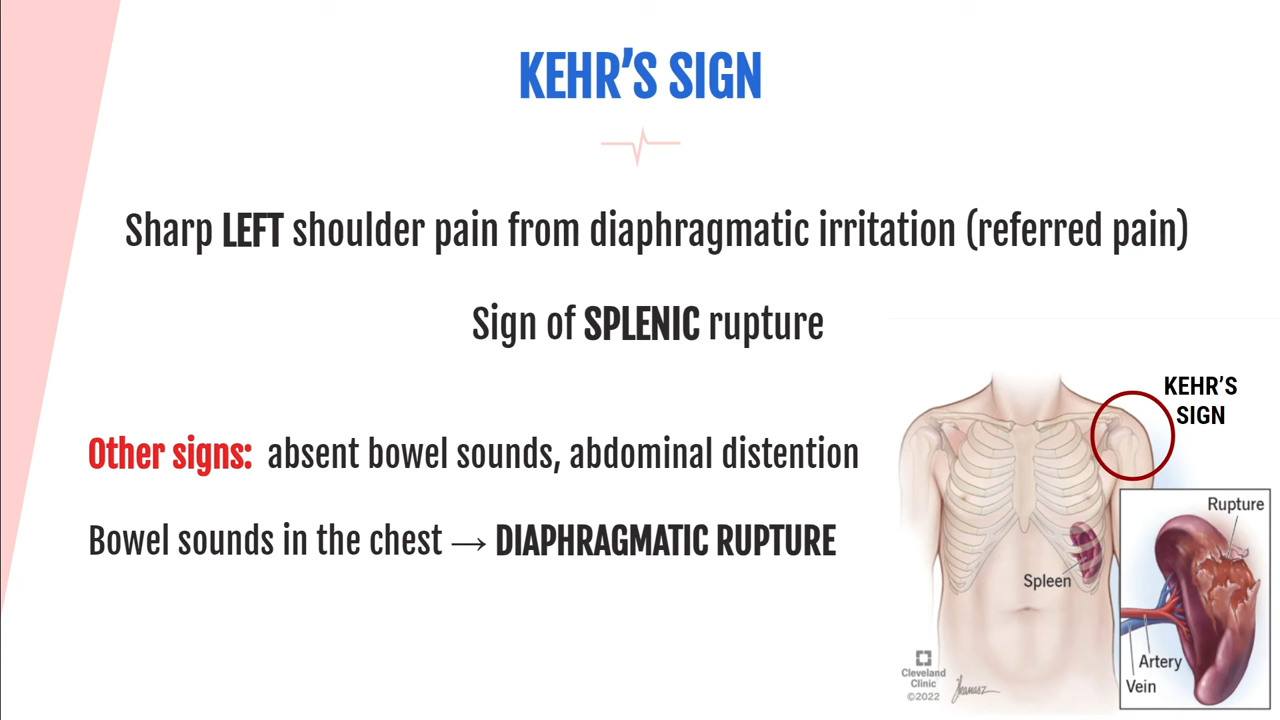 KEHR’S SIGN
Sharp LEFT shoulder pain from diaphragmatic irritation (referred pain)
Sign of SPLENIC rupture
Other signs: absent bowel sounds, abdominal distention
Bowel sounds in the chest → DIAPHRAGMATIC RUPTURE
KEHR’S
SIGN
Rupture
Spleen
Artery
Vein
Cleveland
Clinic
©2022